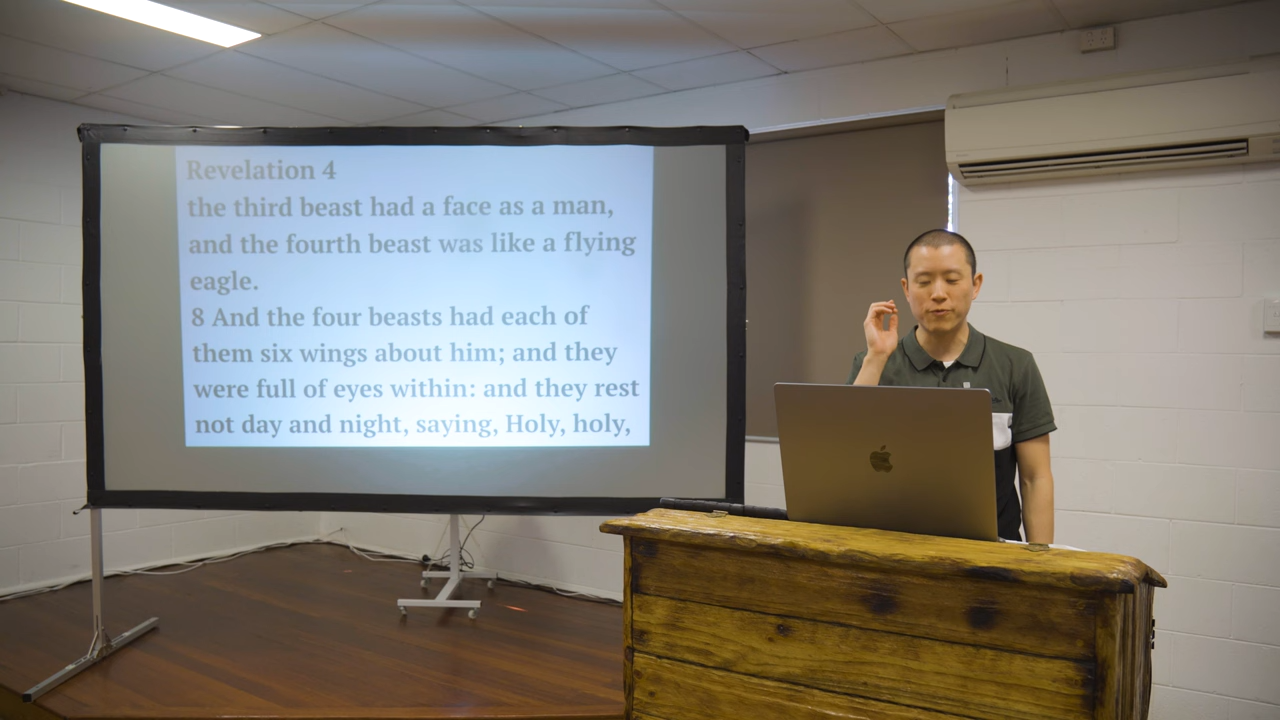 Revelation 4
the third beast had a face as a man,
and the fourth beast was like a flying
eagle.
8 And the four beasts had each of
them six wings about him; and they
were full of eyes within: and they rest
not day and night, saying, Holy, holy,